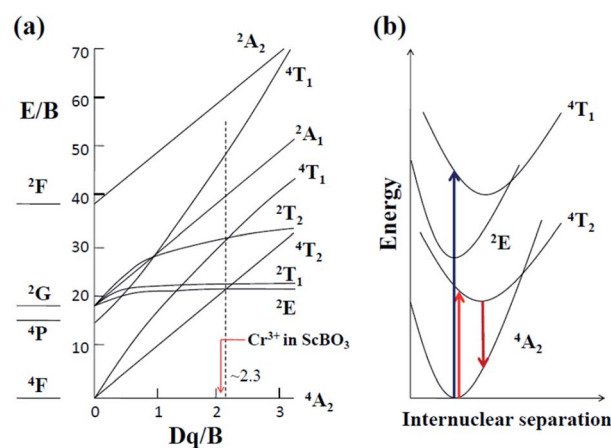 (a)
E/B
70
60
50
40
30
20
10
0
1
2
3
Dq/B
²F
²G
⁴P
⁴F
²A₂
⁴T₁
²A₁
⁴T₁
²T₂
⁴T₂
²T₁
²E
Cr³⁺ in ScBO₃
~2.3
⁴A₂
(b)
Energy
⁴T₁
²E
⁴T₂
⁴A₂
Internuclear separation